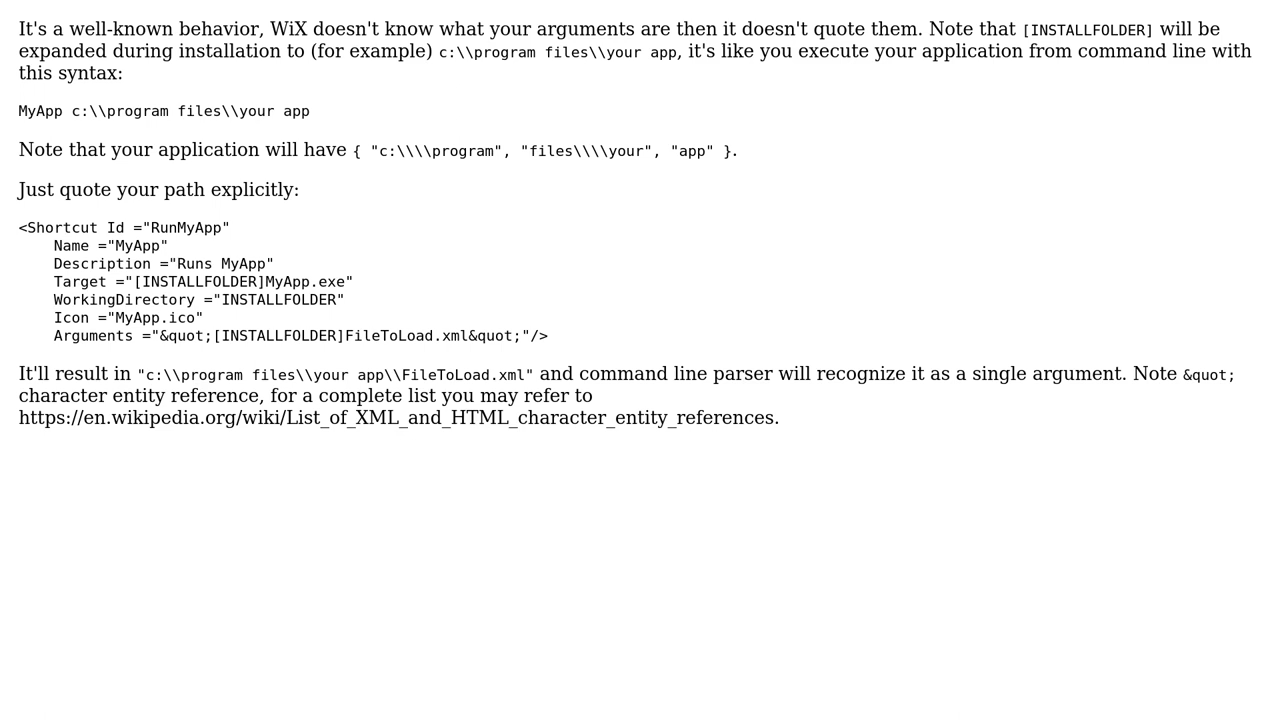 It's a well-known behavior, WiX doesn't know what your arguments are then it doesn't quote them. Note that [INSTALLFOLDER] will be
expanded during installation to (for example) c:\\program files\\your app, it's like you execute your application from command line with
this syntax:
MyApp c:\\program files\\your app
Note that your application will have { "c:\\\\program", "files\\\\your", "app" }.
Just quote your path explicitly:
<Shortcut Id ="RunMyApp"
    Name ="MyApp"
    Description ="Runs MyApp"
    Target ="[INSTALLFOLDER]MyApp.exe"
    WorkingDirectory ="INSTALLFOLDER"
    Icon ="MyApp.ico"
    Arguments ="&quot;[INSTALLFOLDER]FileToLoad.xml&quot;"/>
It'll result in "c:\\program files\\your app\\FileToLoad.xml" and command line parser will recognize it as a single argument. Note &quot;
character entity reference, for a complete list you may refer to
https://en.wikipedia.org/wiki/List_of_XML_and_HTML_character_entity_references.